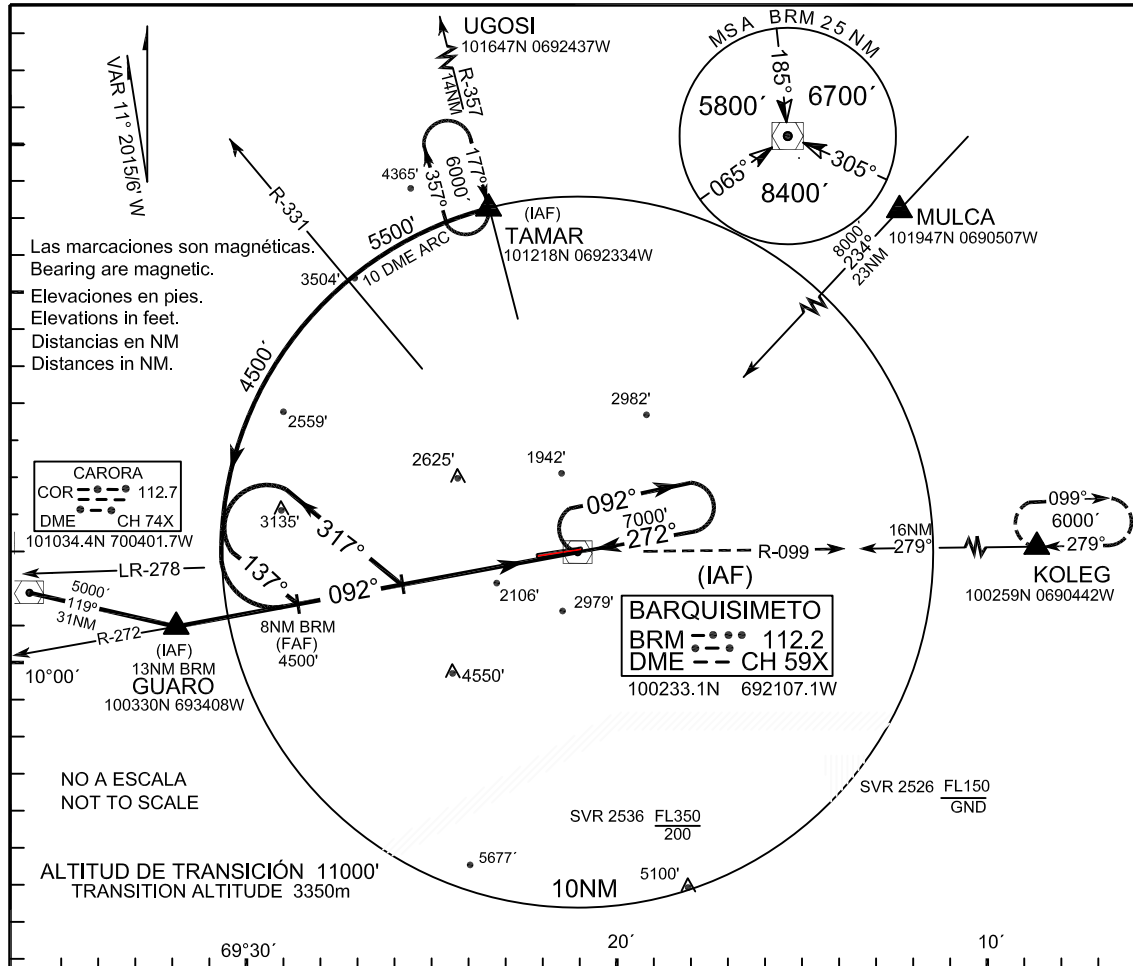 UGOSI
101647N 0692437W
R-357
14NM
MSA BRM 25 NM
185°
5800´
6700´
065°
305°
8400´
VAR 11° 2015/6' W
177°
6000´
357°
4365'
R-331
(IAF)
TAMAR
101218N 0692334W
MULCA
101947N 0690507W
8000´
234°
23NM
5500´
10 DME ARC
3504'
4500´
Las marcaciones son magnéticas.
Bearing are magnetic.
Elevaciones en pies.
Elevations in feet.
Distancias en NM
Distances in NM.
2559'
2982'
2625'
1942'
3135'
CARORA
COR 112.7
DME CH 74X
101034.4N 700401.7W
317°
137°
092°
092°
7000'
272°
16NM
279°
R-099
099°
6000´
279°
KOLEG
100259N 0690442W
LR-278
5000´
119°
31NM
R-272
(IAF)
13NM BRM
GUARO
100330N 693408W
8NM BRM
(FAF)
4500'
2106'
2979'
4550'
(IAF)
BARQUISIMETO
BRM 112.2
DME CH 59X
100233.1N 692107.1W
10°00´
NO A ESCALA
NOT TO SCALE
SVR 2536 FL350
200
SVR 2526 FL150
GND
5677´
5100'
10NM
ALTITUD DE TRANSICIÓN 11000'
TRANSITION ALTITUDE 3350m
69°30´
20´
10´